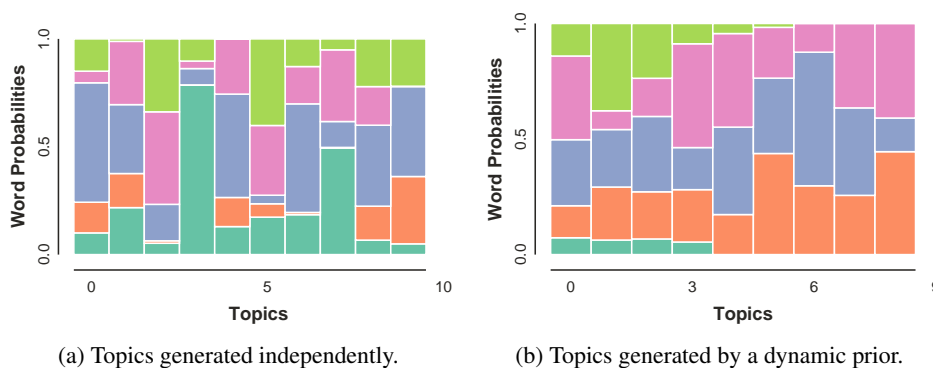 Word Probabilities
1.0
0.5
0.0
0 5 10
Topics
(a) Topics generated independently.
Word Probabilities
1.0
0.5
0.0
0 3 6 9
Topics
(b) Topics generated by a dynamic prior.